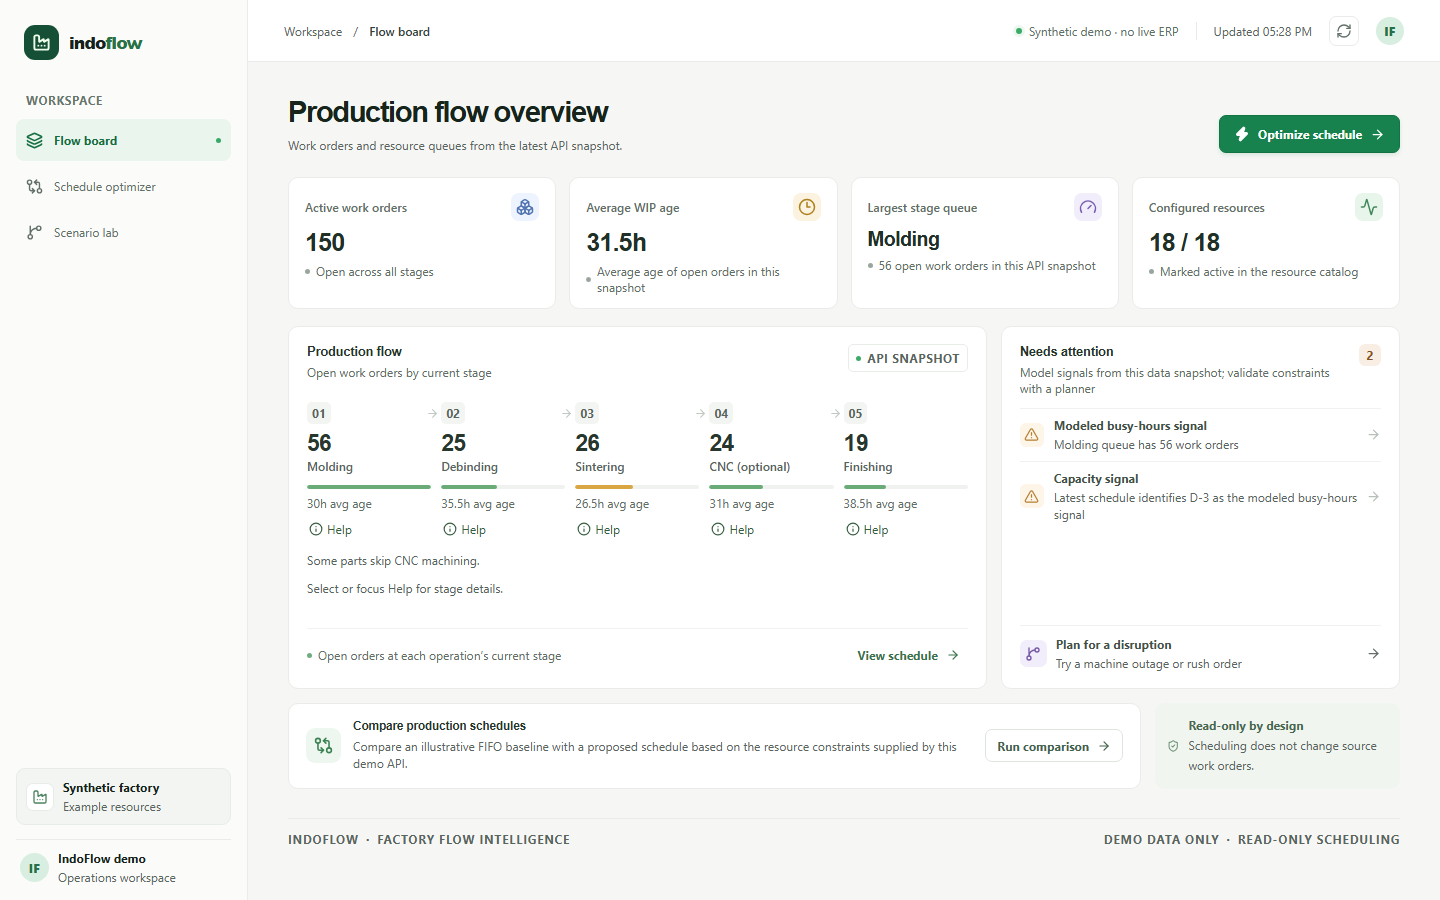 indoflow
WORKSPACE
Flow board
Schedule optimizer
Scenario lab
Synthetic factory
Example resources
IF
IndoFlow demo
Operations workspace
Workspace / Flow board
Synthetic demo · no live ERP
Updated 05:28 PM
IF
Production flow overview
Work orders and resource queues from the latest API snapshot.
Optimize schedule
Active work orders
150
Open across all stages
Average WIP age
31.5h
Average age of open orders in this
snapshot
Largest stage queue
Molding
56 open work orders in this API snapshot
Configured resources
18 / 18
Marked active in the resource catalog
Production flow
Open work orders by current stage
API SNAPSHOT
01
56
Molding
30h avg age
Help
02
25
Debinding
35.5h avg age
Help
03
26
Sintering
26.5h avg age
Help
04
24
CNC (optional)
31h avg age
Help
05
19
Finishing
38.5h avg age
Help
Some parts skip CNC machining.
Select or focus Help for stage details.
Open orders at each operation's current stage
View schedule
Needs attention
2
Model signals from this data snapshot; validate constraints
with a planner
Modeled busy-hours signal
Molding queue has 56 work orders
Capacity signal
Latest schedule identifies D-3 as the modeled busy-hours
signal
Plan for a disruption
Try a machine outage or rush order
Compare production schedules
Compare an illustrative FIFO baseline with a proposed schedule based on the resource constraints supplied by this
demo API.
Run comparison
Read-only by design
Scheduling does not change source
work orders.
INDOFLOW · FACTORY FLOW INTELLIGENCE
DEMO DATA ONLY · READ-ONLY SCHEDULING